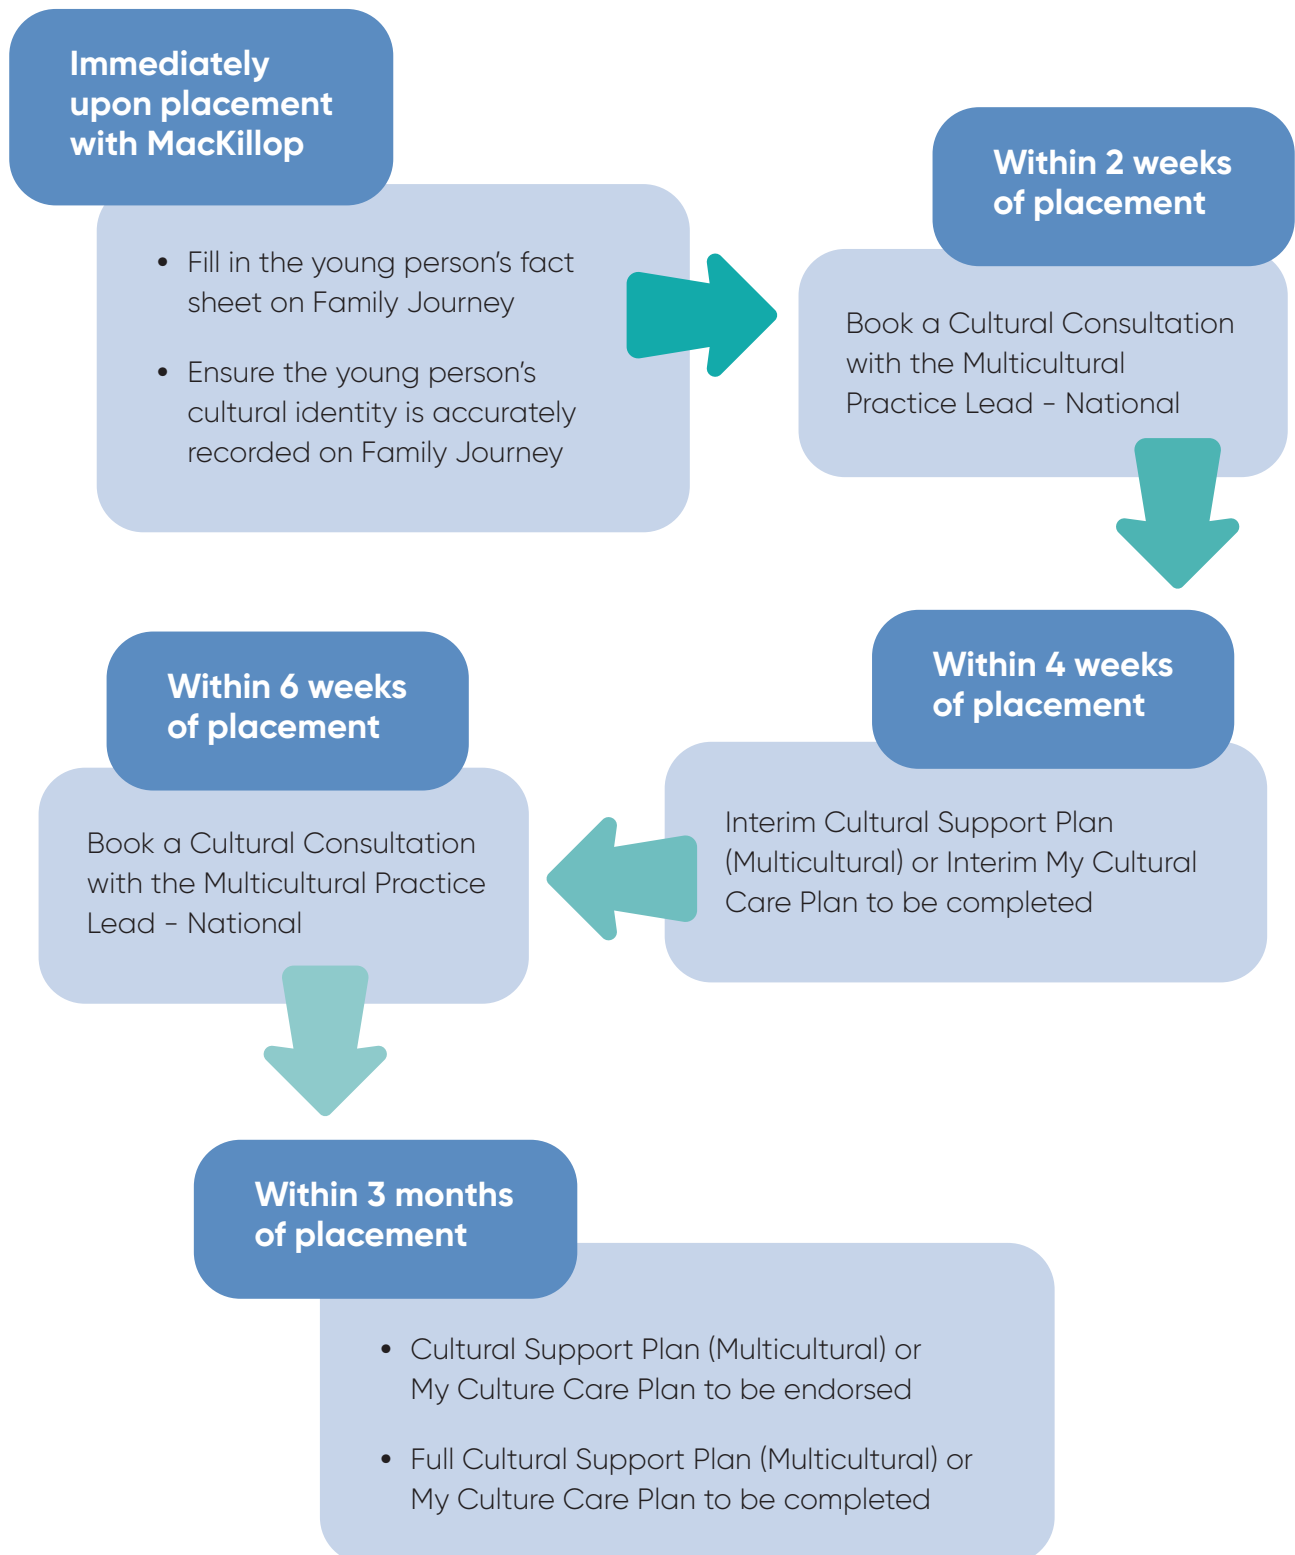 Immediately
upon placement
with MacKillop
• Fill in the young person's fact
sheet on Family Journey
• Ensure the young person's
cultural identity is accurately
recorded on Family Journey
Within 2 weeks
of placement
Book a Cultural Consultation
with the Multicultural
Practice Lead - National
Within 4 weeks
of placement
Interim Cultural Support Plan
(Multicultural) or Interim My Cultural
Care Plan to be completed
Within 6 weeks
of placement
Book a Cultural Consultation
with the Multicultural Practice
Lead - National
Within 3 months
of placement
• Cultural Support Plan (Multicultural) or
My Culture Care Plan to be endorsed
• Full Cultural Support Plan (Multicultural) or
My Culture Care Plan to be completed